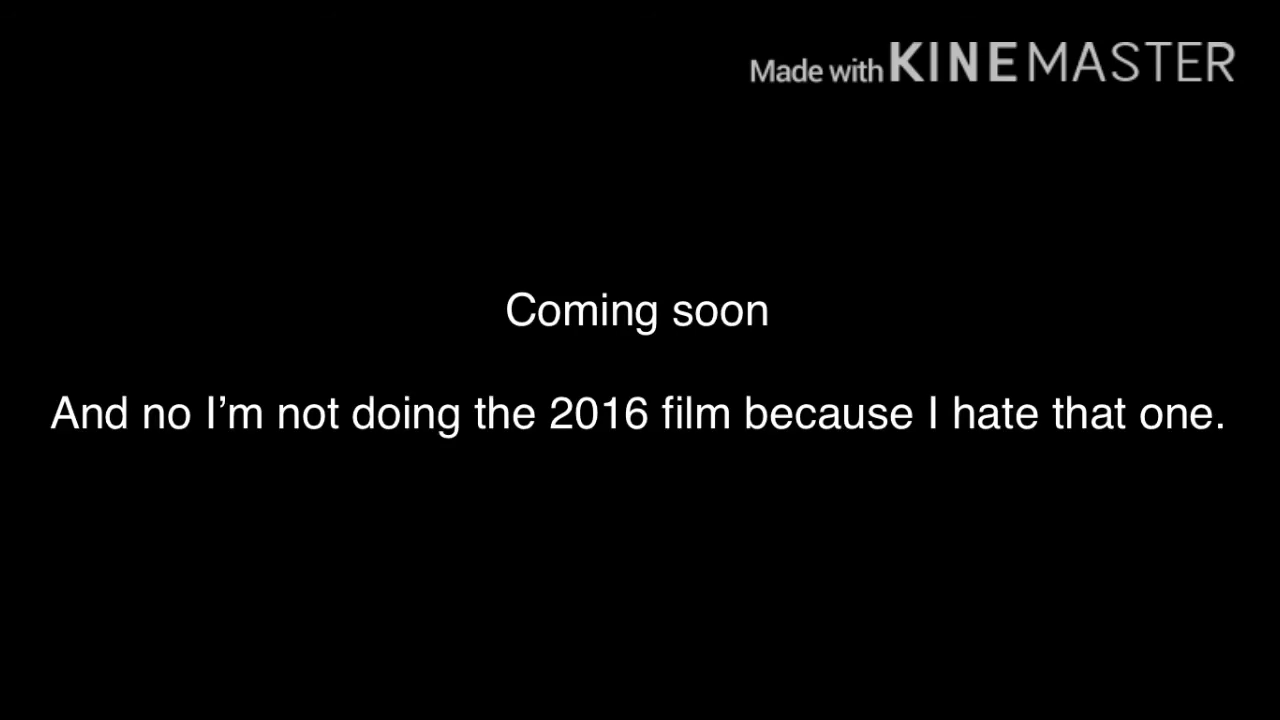 Made with KINEMASTER
Coming soon
And no I’m not doing the 2016 film because I hate that one.